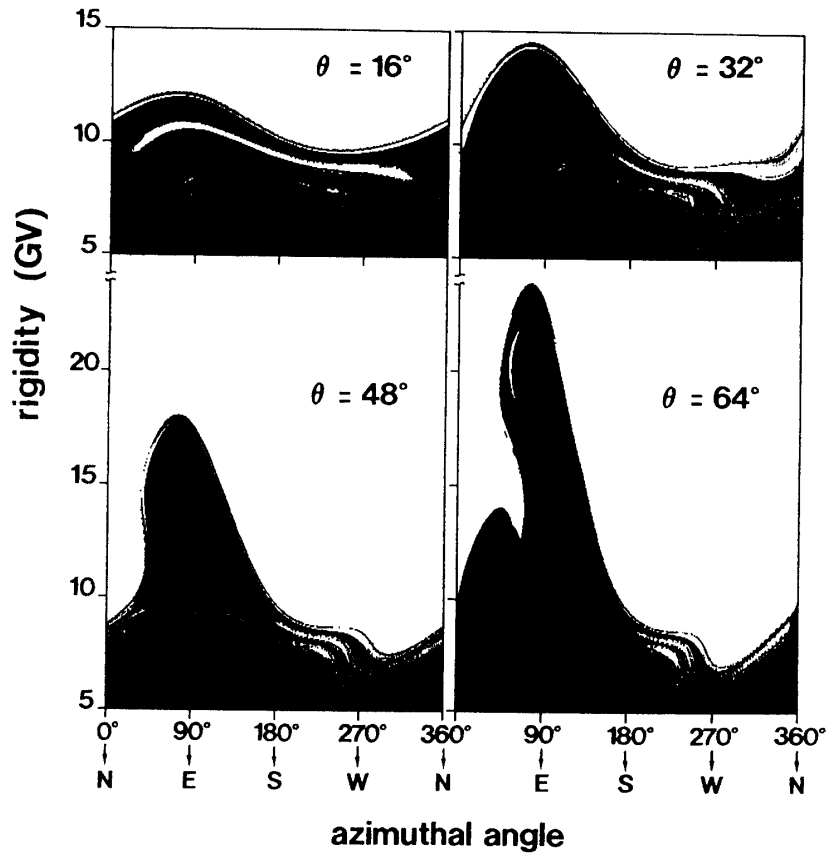 15
θ = 16°
θ = 32°
10
5
rigidity (GV)
20
θ = 48°
θ = 64°
15
10
5
0° 90° 180° 270° 360° 90° 180° 270° 360°
N E S W N E S W N
azimuthal angle